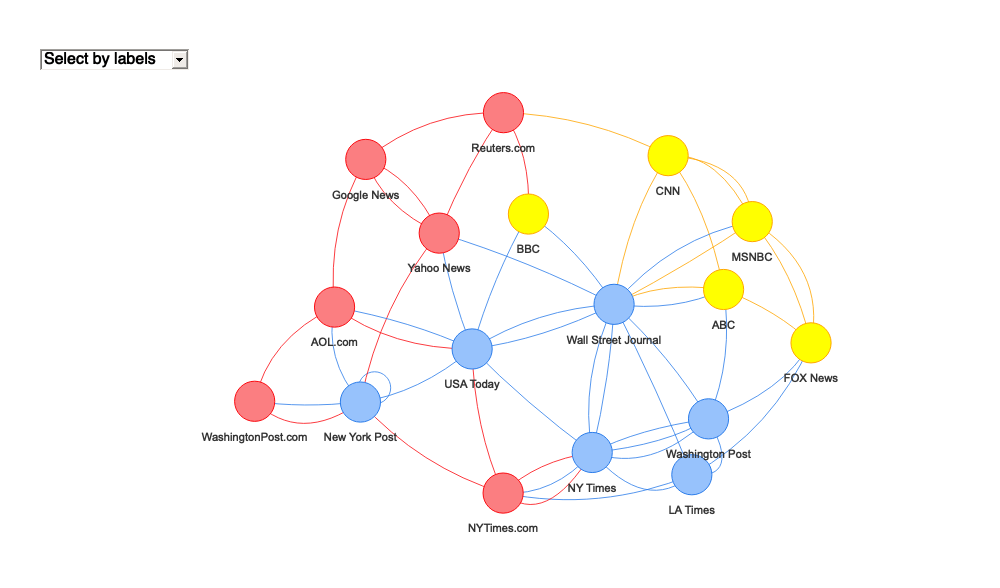 Select by labels
Reuters.com
CNN
Google News
BBC
MSNBC
Yahoo News
ABC
AOL.com
Wall Street Journal
FOX News
USA Today
WashingtonPost.com
New York Post
Washington Post
NY Times
LA Times
NYTimes.com